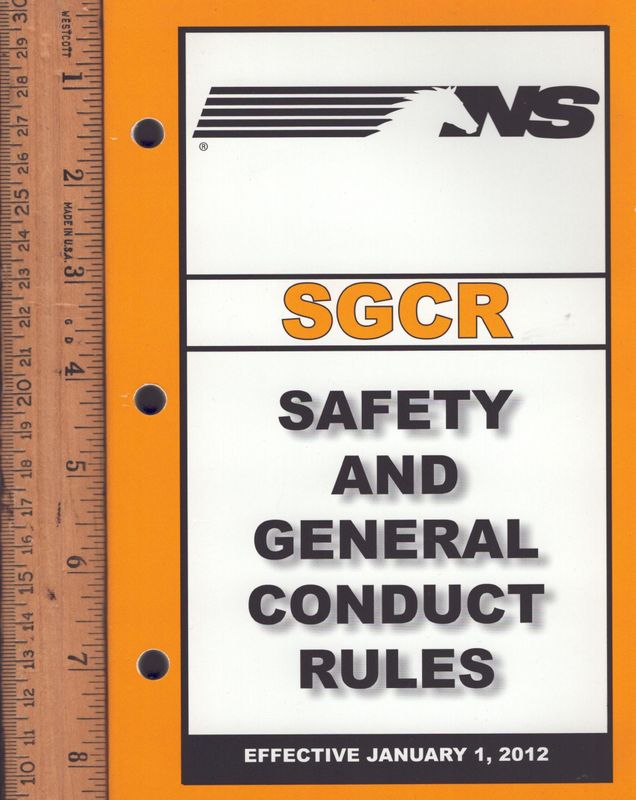 WESTCOTT
MADE IN U.S.A.
G D
1
2
3
4
5
6
7
8
30
29
28
27
26
25
24
23
22
21
20
19
18
17
16
15
14
13
12
11
10
NS
®
SGCR
SAFETY
AND
GENERAL
CONDUCT
RULES
EFFECTIVE JANUARY 1, 2012